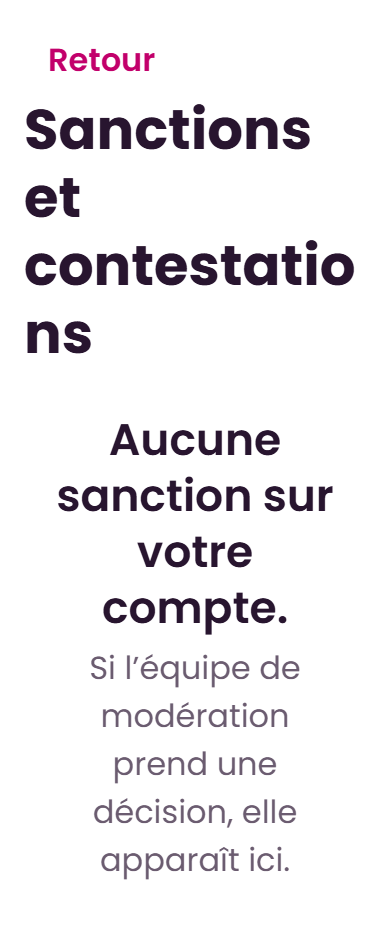 Retour
Sanctions
et
contestatio
ns
Aucune
sanction sur
votre
compte.
Si l’équipe de
modération
prend une
décision, elle
apparaît ici.